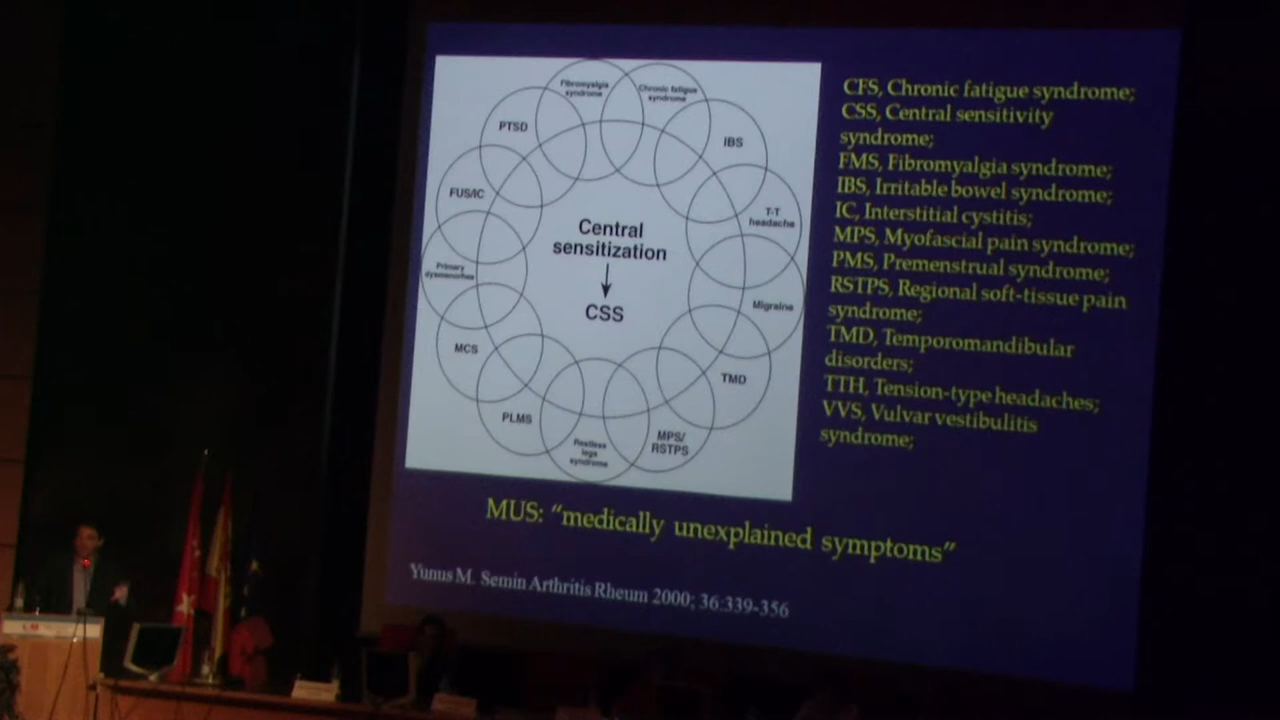 Fibromyalgia
syndrome
Chronic fatigue
syndrome
PTSD
IBS
FUS/IC
T-T
headache
Primary
dysmenorhea
Migraine
MCS
TMD
PLMS
MPS/
RSTPS
Restless
legs
syndrome
Central
sensitization
CSS
CFS, Chronic fatigue syndrome;
CSS, Central sensitivity
syndrome;
FMS, Fibromyalgia syndrome;
IBS, Irritable bowel syndrome;
IC, Interstitial cystitis;
MPS, Myofascial pain syndrome;
PMS, Premenstrual syndrome;
RSTPS, Regional soft-tissue pain
syndrome;
TMD, Temporomandibular
disorders;
TTH, Tension-type headaches;
VVS, Vulvar vestibulitis
syndrome;
MUS: “medically unexplained symptoms”
Yunus M. Semin Arthritis Rheum 2000; 36:339-356